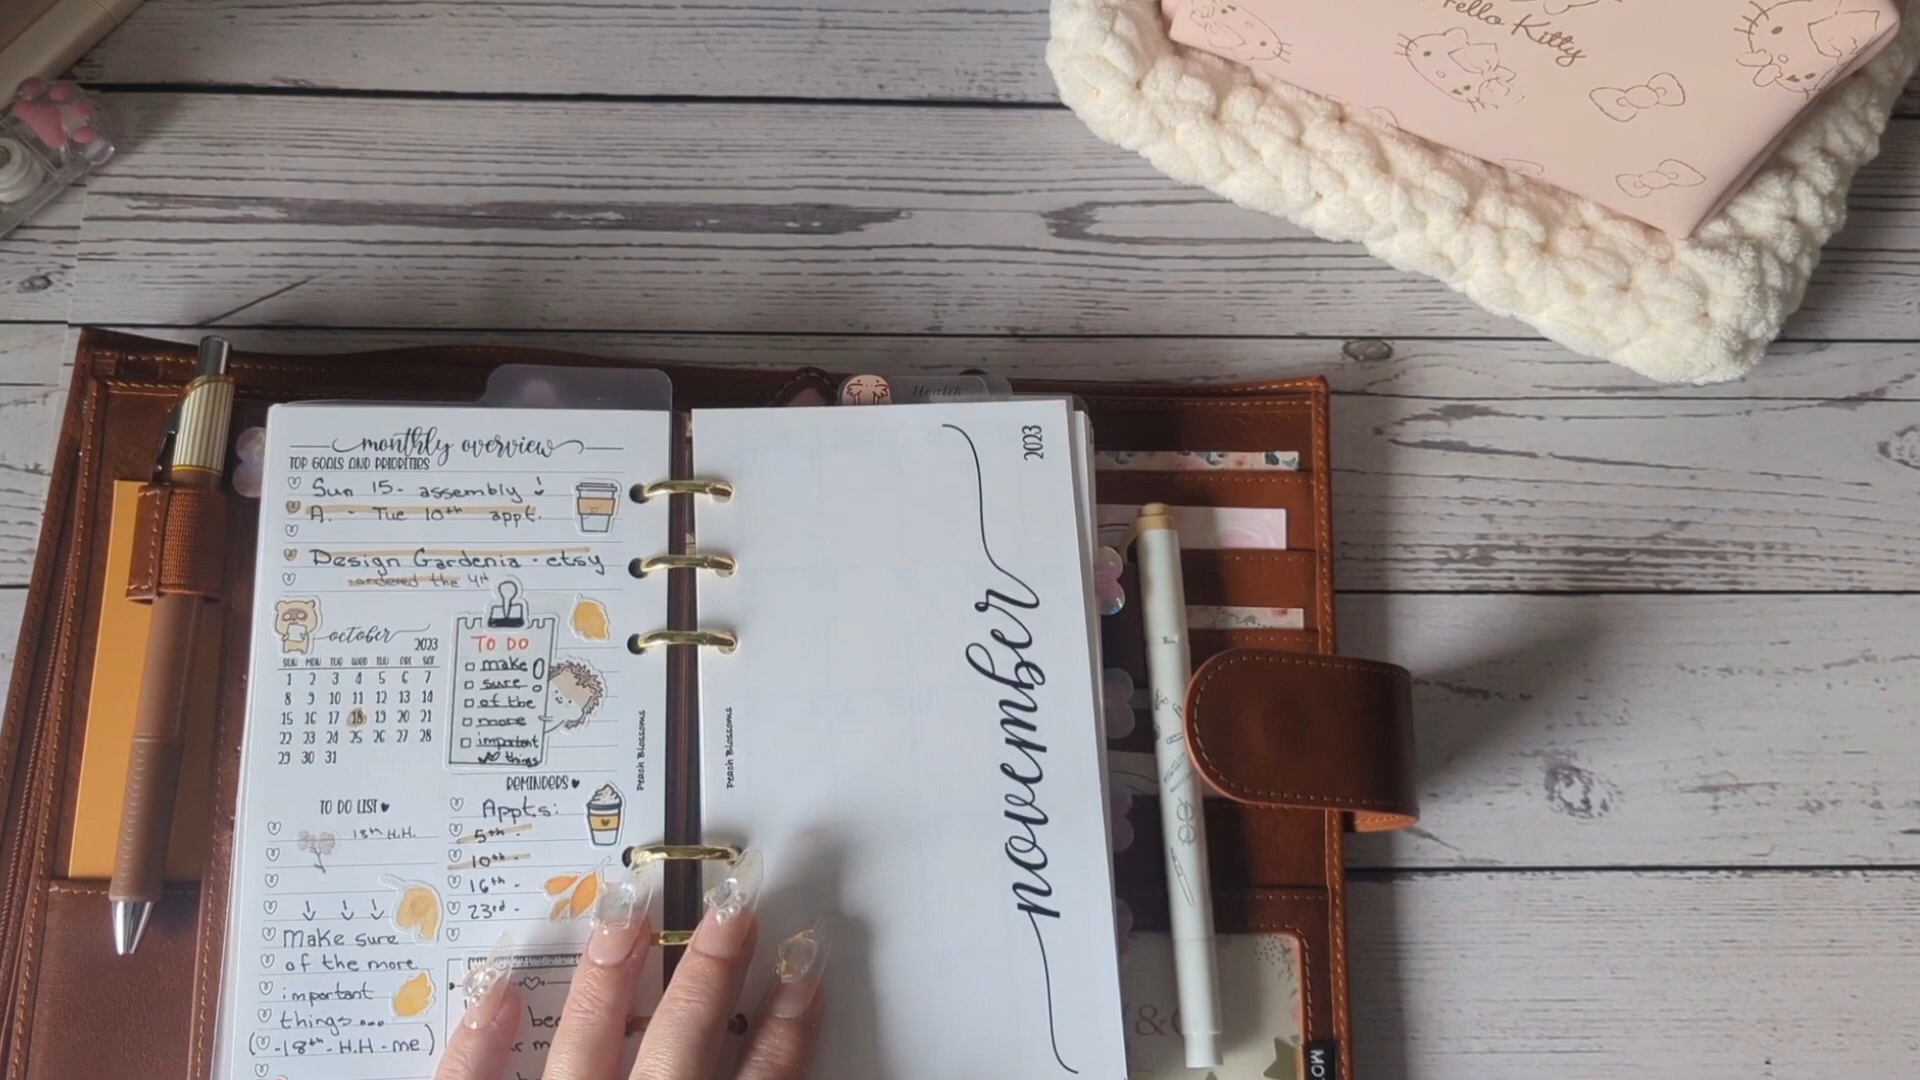 Hello Kitty
Health
monthly overview
TOP GOALS AND PRIORITIES
Sun 15- assembly !
A. - Tue 10th appt.
Design Gardenia - etsy
ordered the 4th
october
2023
SUN MON TUE WED TUE FRI SAT
1 2 3 4 5 6 7
8 9 10 11 12 13 14
15 16 17 18 19 20 21
22 23 24 25 26 27 28
29 30 31
TO DO
make
sure
of the
more
important
things
TO DO LIST
18th H.H.
Make sure
of the more
important
things...
(-18th-H.H-me)
REMINDERS
Appts:
5th -
10th -
16th -
23rd -
Peach Blossoms
Peach Blossoms
november
2023